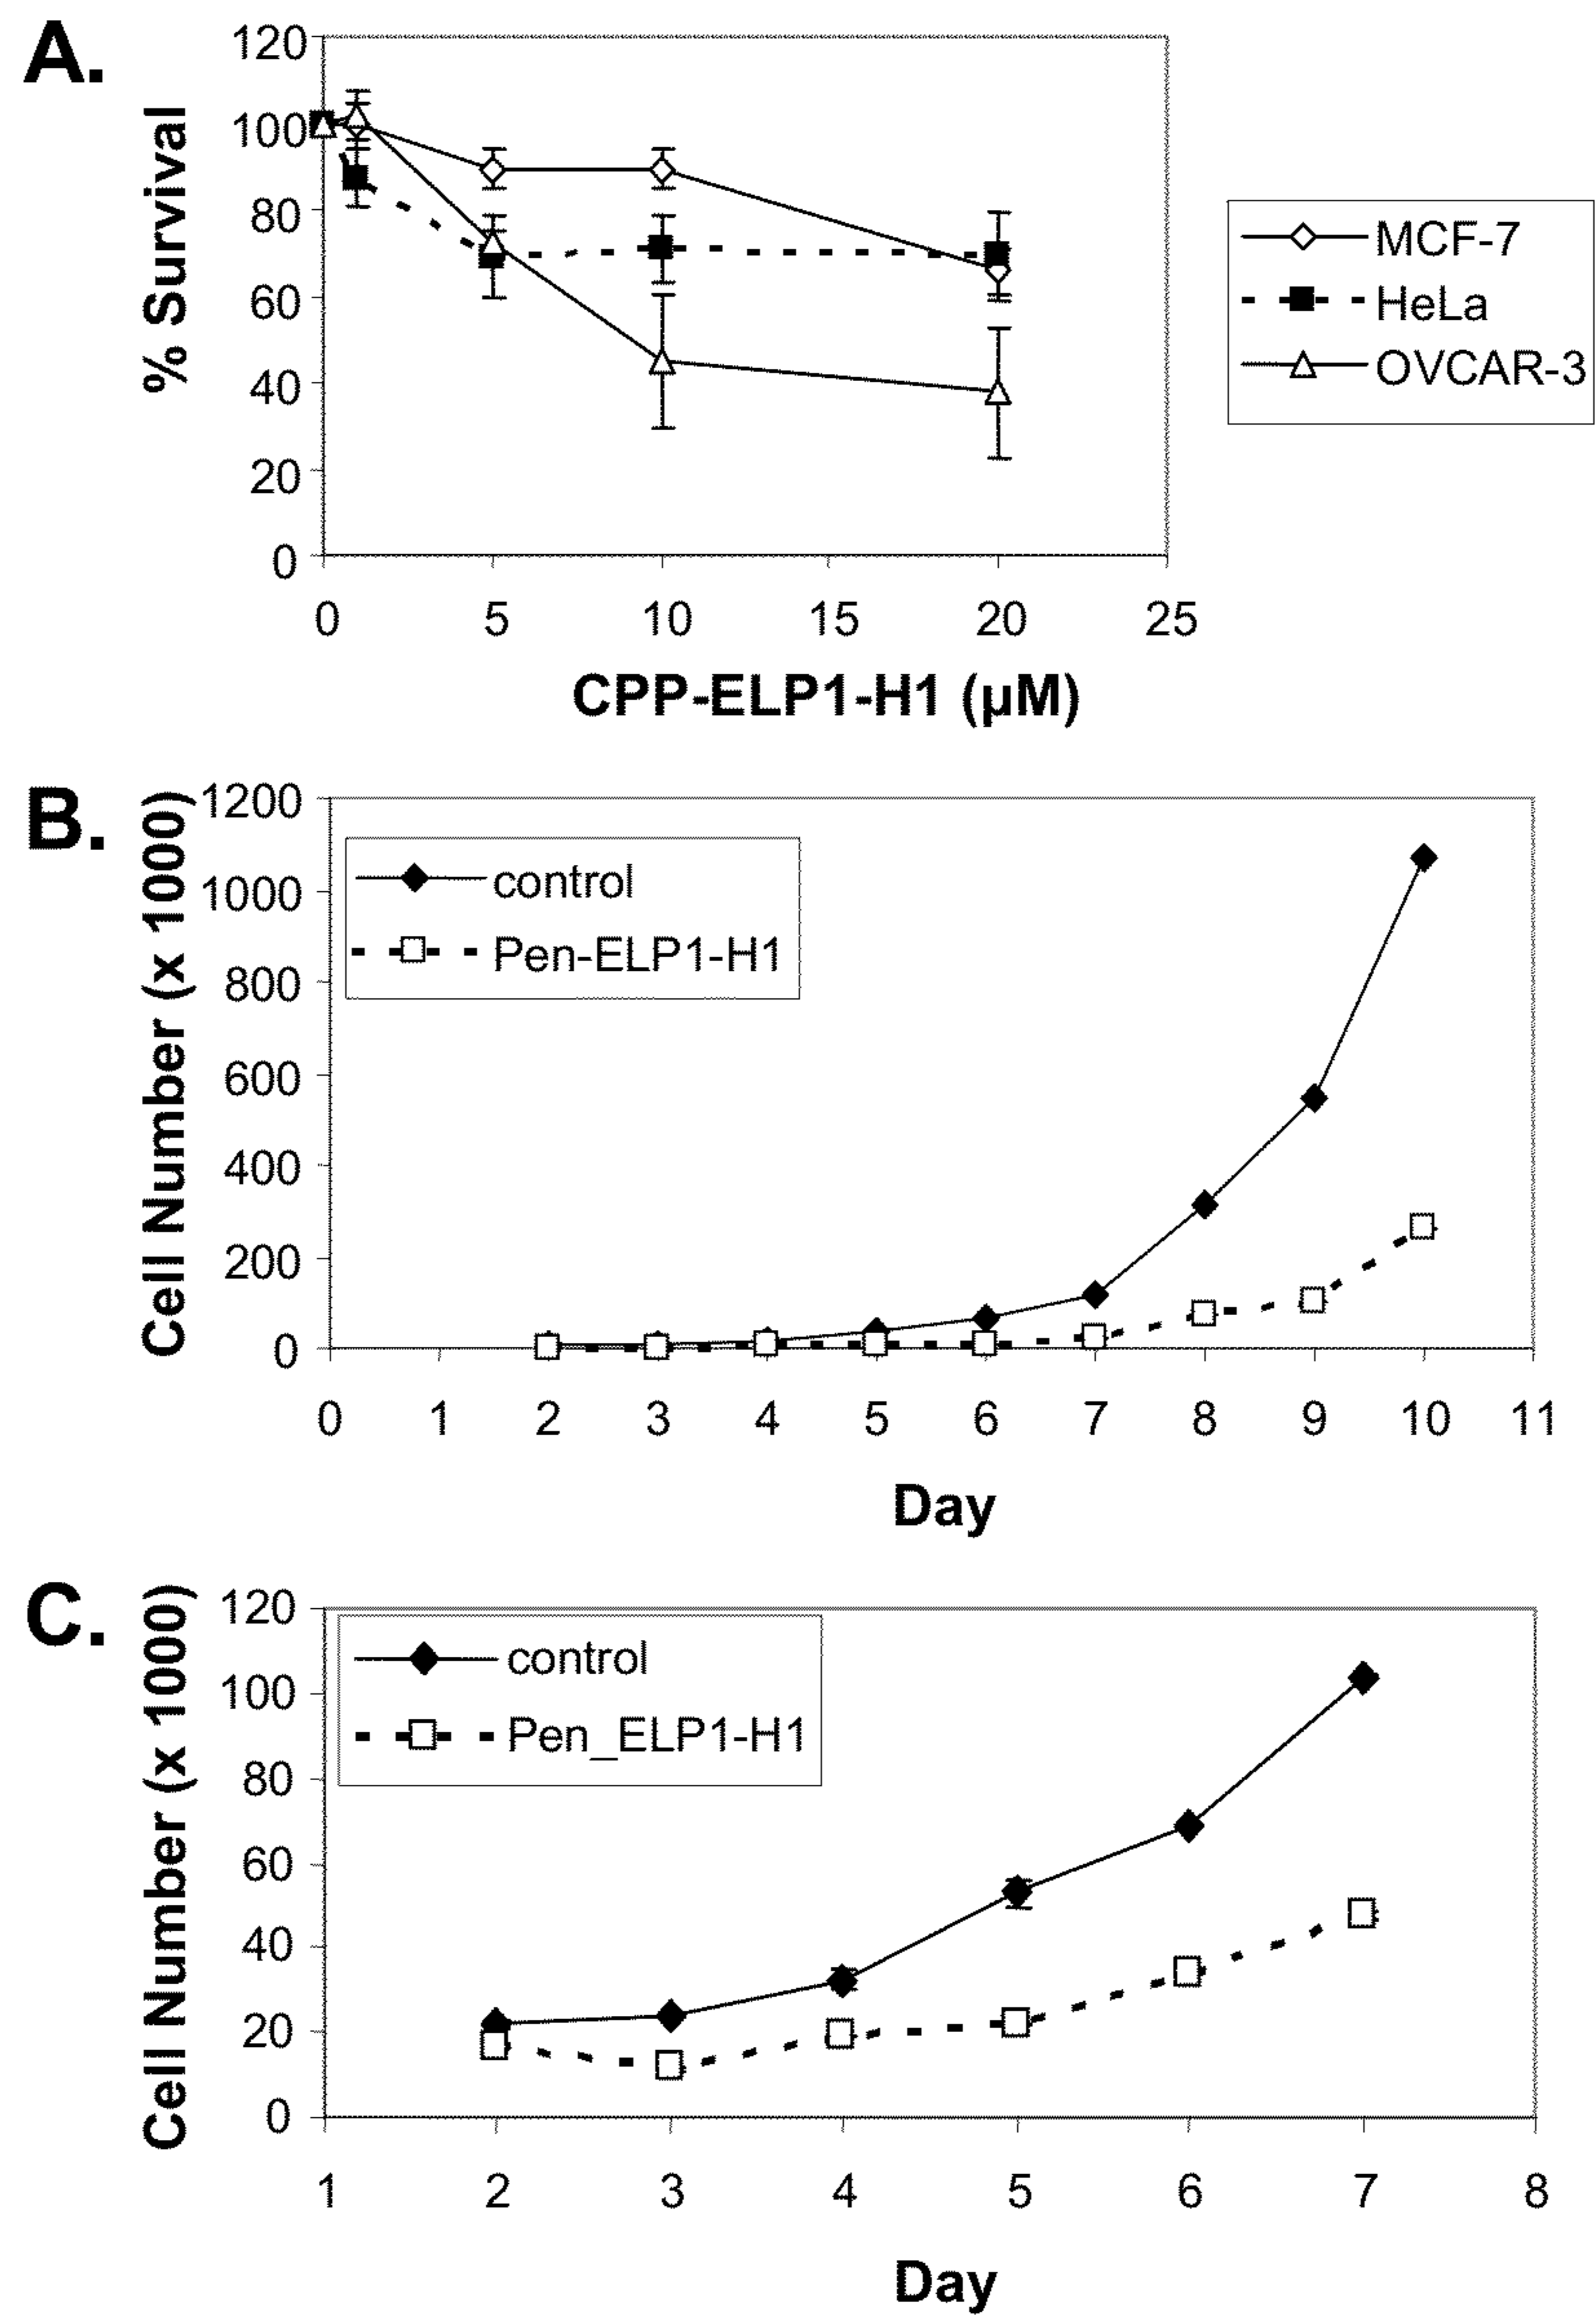 A.
% Survival
120
100
80
60
40
20
0
0 5 10 15 20 25
CPP-ELP1-H1 (µM)
MCF-7
HeLa
OVCAR-3
B.
Cell Number (x 1000)
1200
1000
800
600
400
200
0
control
Pen-ELP1-H1
0 1 2 3 4 5 6 7 8 9 10 11
Day
C.
Cell Number (x 1000)
120
100
80
60
40
20
0
control
Pen_ELP1-H1
1 2 3 4 5 6 7 8
Day